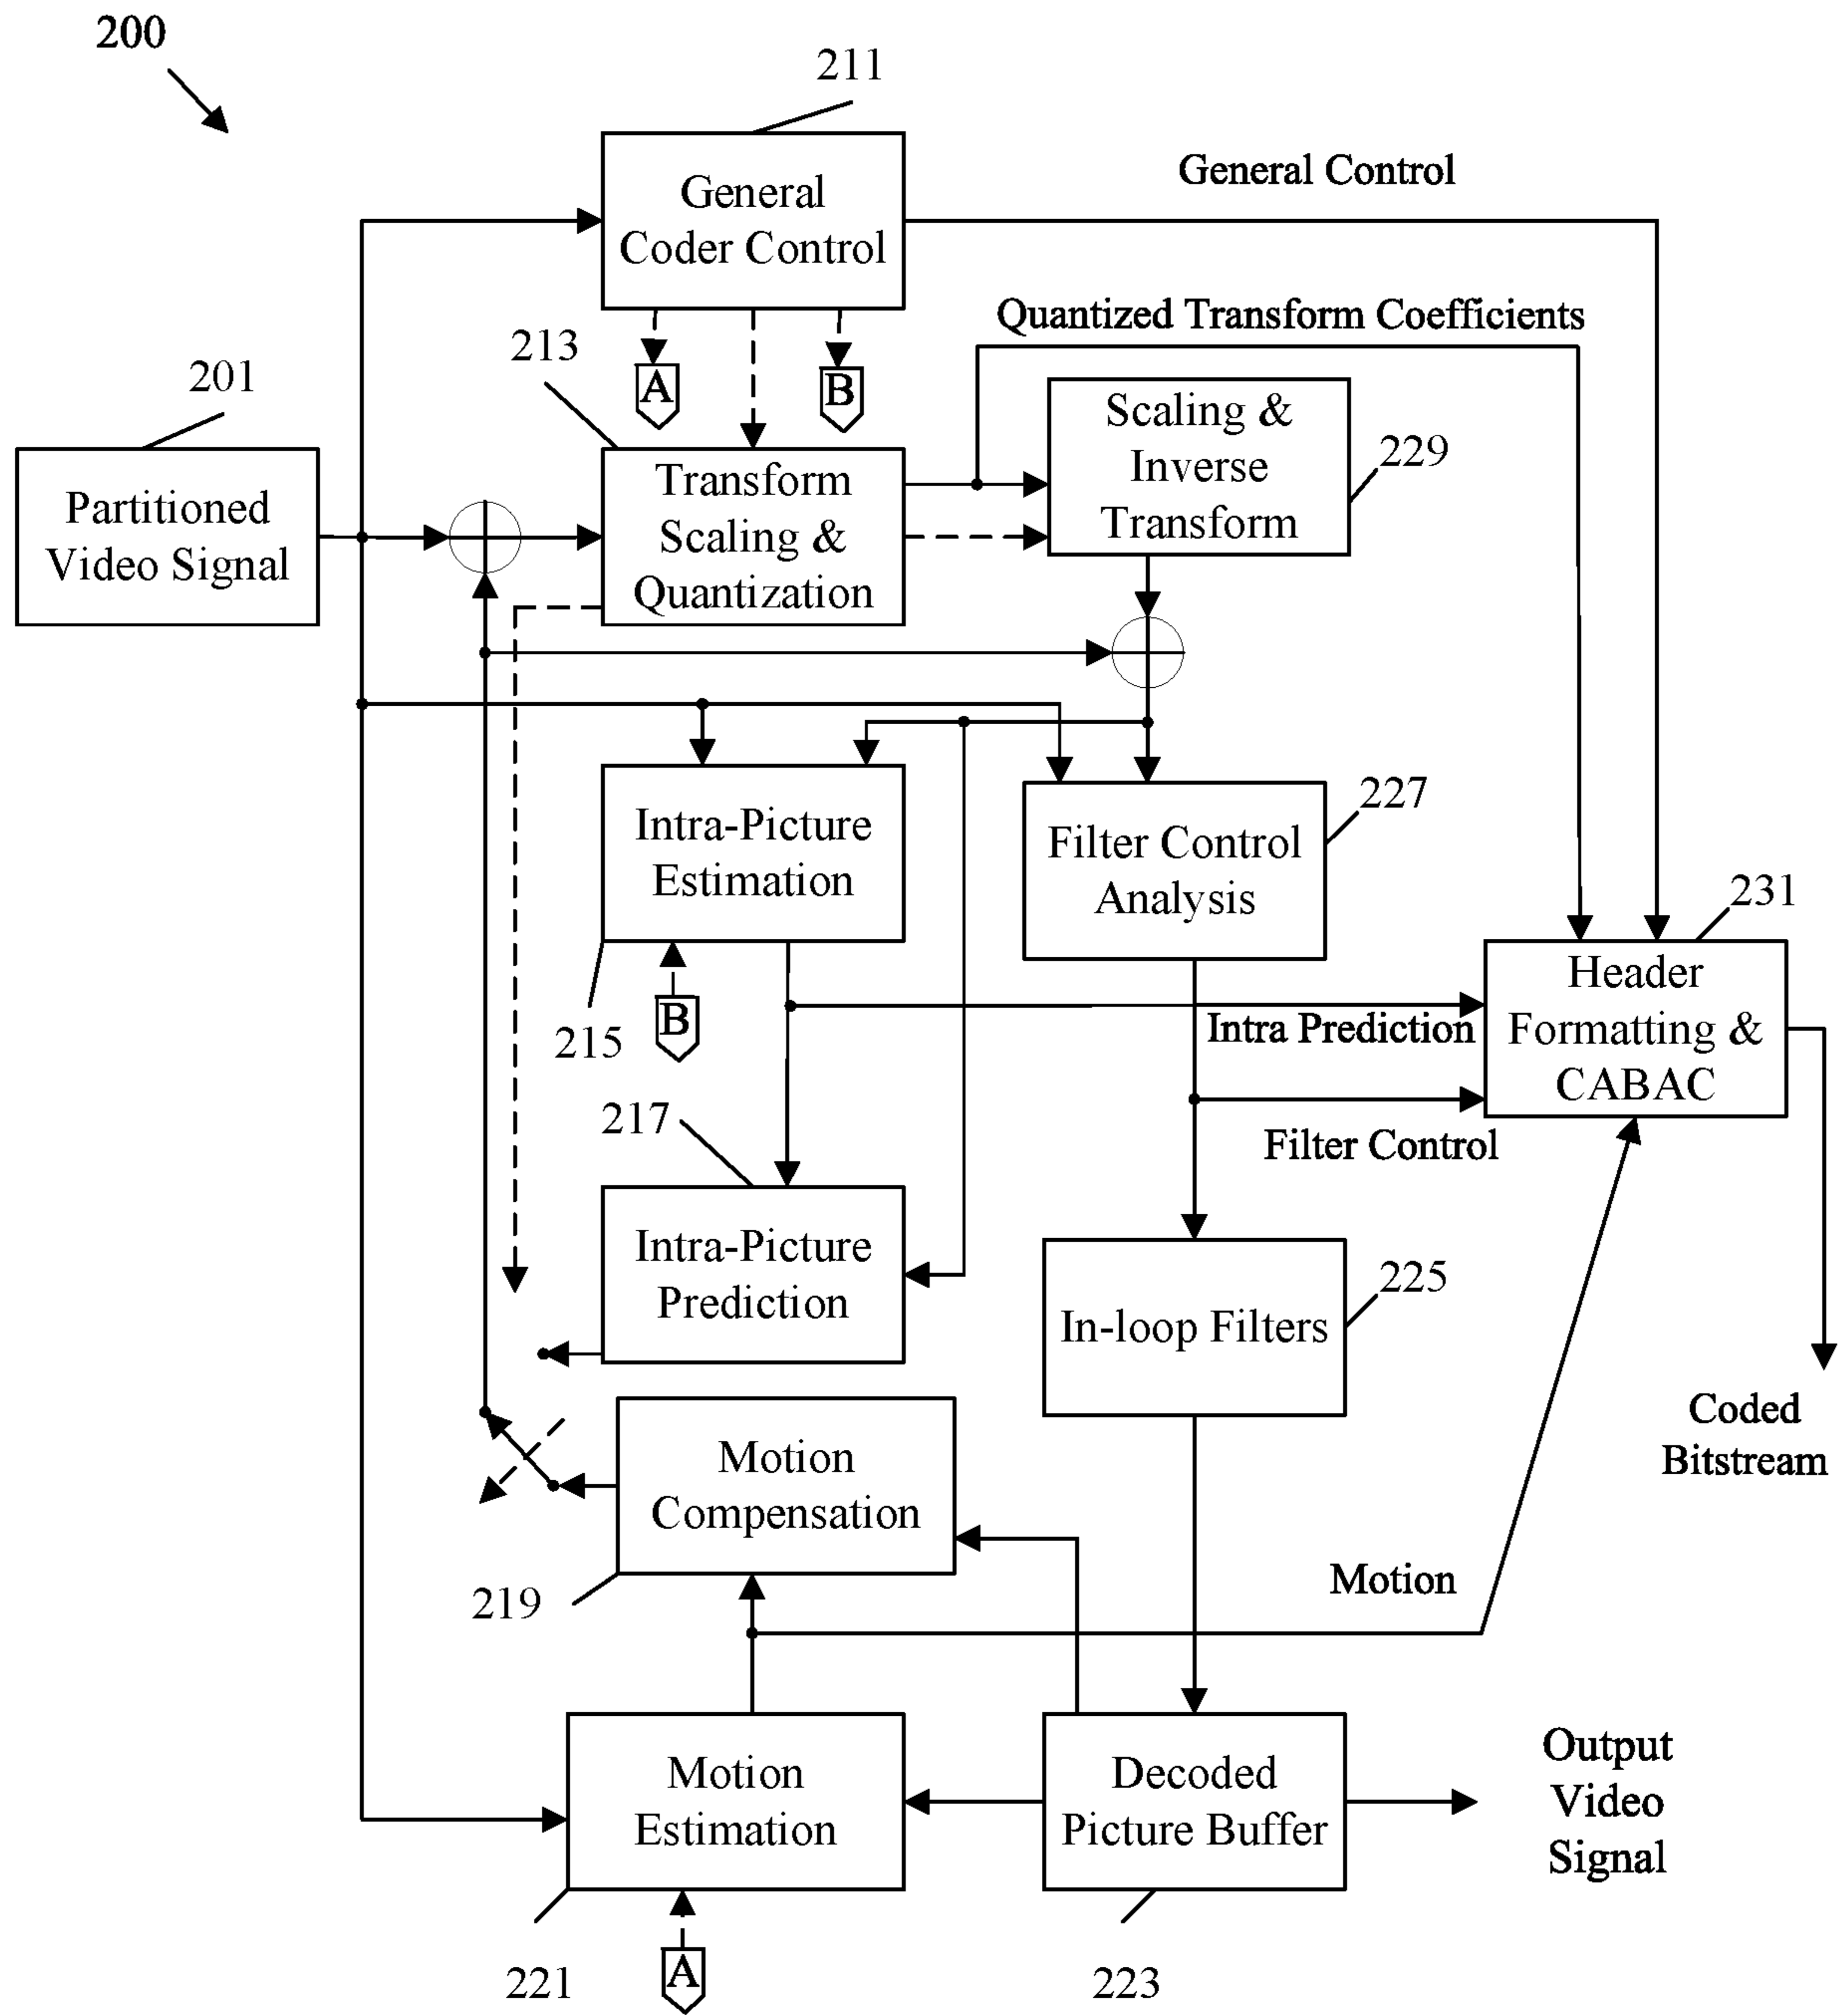 200
211
General Control
General
Coder Control
Quantized Transform Coefficients
213
A
B
201
Scaling &
Inverse
Transform
229
Partitioned
Video Signal
Transform
Scaling &
Quantization
227
Intra-Picture
Estimation
Filter Control
Analysis
231
Header
Formatting &
CABAC
215
B
Intra Prediction
217
Filter Control
Intra-Picture
Prediction
225
In-loop Filters
Coded
Bitstream
Motion
Compensation
219
Motion
Motion
Estimation
Decoded
Picture Buffer
Output
Video
Signal
221
A
223